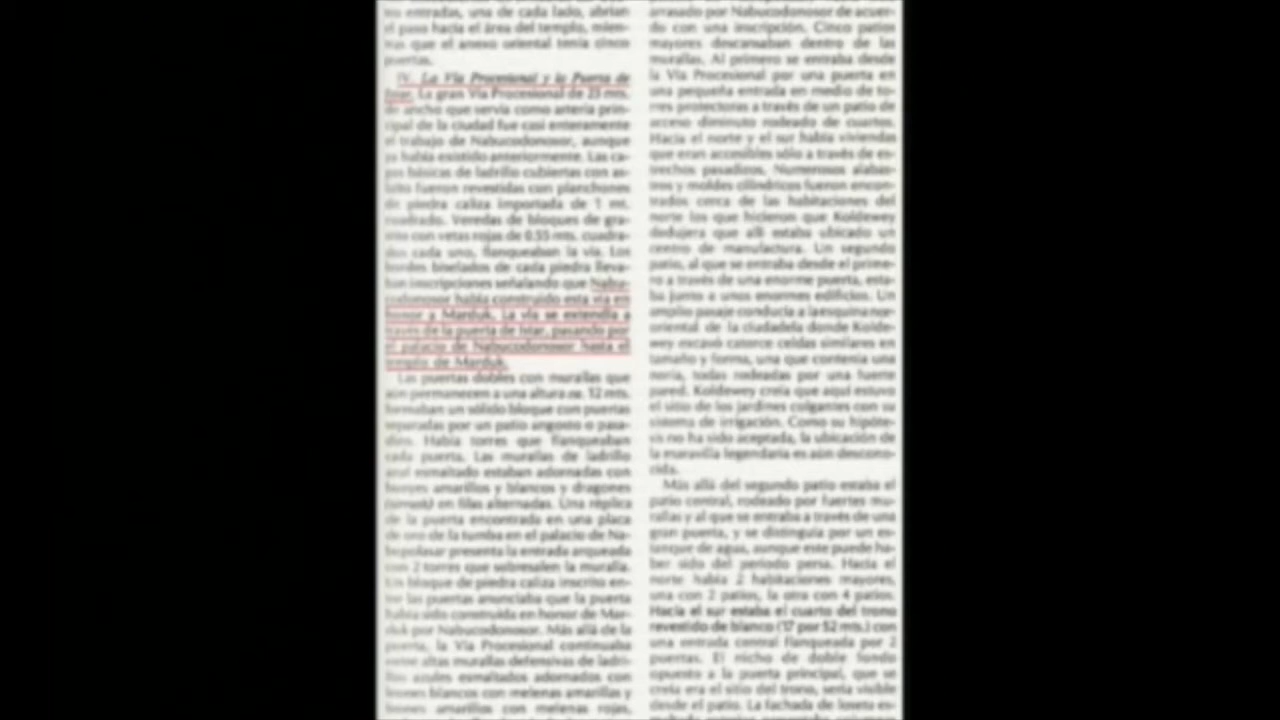 entradas, una de cada lado, abrían
el paso hacia el área del templo, mien-
tras que el anexo oriental tenía cinco
puertas.
IV. La Vía Procesional y la Puerta de
Istar. La gran Vía Procesional de 23 mts.
de ancho que servía como arteria prin-
cipal de la ciudad fue casi enteramente
el trabajo de Nabucodonosor, aunque
ya había existido anteriormente. Las ca-
pas básicas de ladrillo cubiertas con as-
falto fueron revestidas con planchones
de piedra caliza importada de 1 mt.
cuadrado. Veredas de bloques de gra-
nito con vetas rojas de 0.55 mts. cuadra-
dos cada uno, flanqueaban la vía. Los
bordes biselados de cada piedra lleva-
ban inscripciones señalando que Nabu-
codonosor había construido esta vía en
honor a Marduk. La vía se extendía a
través de la puerta de Istar, pasando por
el palacio de Nabucodonosor hasta el
templo de Marduk.
Las puertas dobles con murallas que
aún permanecen a una altura ca. 12 mts.
formaban un sólido bloque con puertas
separadas por un patio angosto o pasa-
dizo. Había torres que flanqueaban
cada puerta. Las murallas de ladrillo
azul esmaltado estaban adornadas con
bueyes amarillos y blancos y dragones
en filas alternadas. Una réplica
de la puerta encontrada en una placa
de oro de la tumba en el palacio de Na-
bopolasar presenta la entrada arqueada
con 2 torres que sobresalen la muralla.
Un bloque de piedra caliza inscrito en-
tre las puertas anunciaba que la puerta
había sido construida en honor de Mar-
duk por Nabucodonosor. Más allá de la
puerta, la Vía Procesional continuaba
entre altas murallas defensivas de ladri-
llos azules esmaltados adornados con
leones blancos con melenas amarillas y
leones amarillos con melenas rojas,
arrasado por Nabucodonosor de acuer-
do con una inscripción. Cinco patios
mayores descansaban dentro de las
murallas. Al primero se entraba desde
la Vía Procesional por una puerta en
una pequeña entrada en medio de to-
rres protectoras a través de un patio de
acceso diminuto rodeado de cuartos.
Hacia el norte y el sur había viviendas
que eran accesibles sólo a través de es-
trechos pasadizos. Numerosos alabas-
tros y moldes cilíndricos fueron encon-
trados cerca de las habitaciones del
norte los que hicieron que Koldewey
dedujera que allí estaba ubicado un
centro de manufactura. Un segundo
patio, al que se entraba desde el prime-
ro a través de una enorme puerta, esta-
ba junto a unos enormes edificios. Un
amplio pasaje conducía a la esquina nor-
oriental de la ciudadela donde Kolde-
wey excavó catorce celdas similares en
tamaño y forma, una que contenía una
noria, todas rodeadas por una fuerte
pared. Koldewey creía que aquí estuvo
el sitio de los jardines colgantes con su
sistema de irrigación. Como su hipóte-
sis no ha sido aceptada, la ubicación de
la maravilla legendaria es aún descono-
cida.
Más allá del segundo patio estaba el
patio central, rodeado por fuertes mu-
rallas y al que se entraba a través de una
gran puerta, y se distinguía por un es-
tanque de agua, aunque este puede ha-
ber sido del período persa. Hacia el
norte había 2 habitaciones mayores,
una con 2 patios, la otra con 4 patios.
Hacia el sur estaba el cuarto del trono
revestido de blanco (17 por 52 mts.) con
una entrada central flanqueada por 2
puertas. El nicho de doble fondo
opuesto a la puerta principal, que se
creía era el sitio del trono, sería visible
desde el patio. La fachada de loseta es-